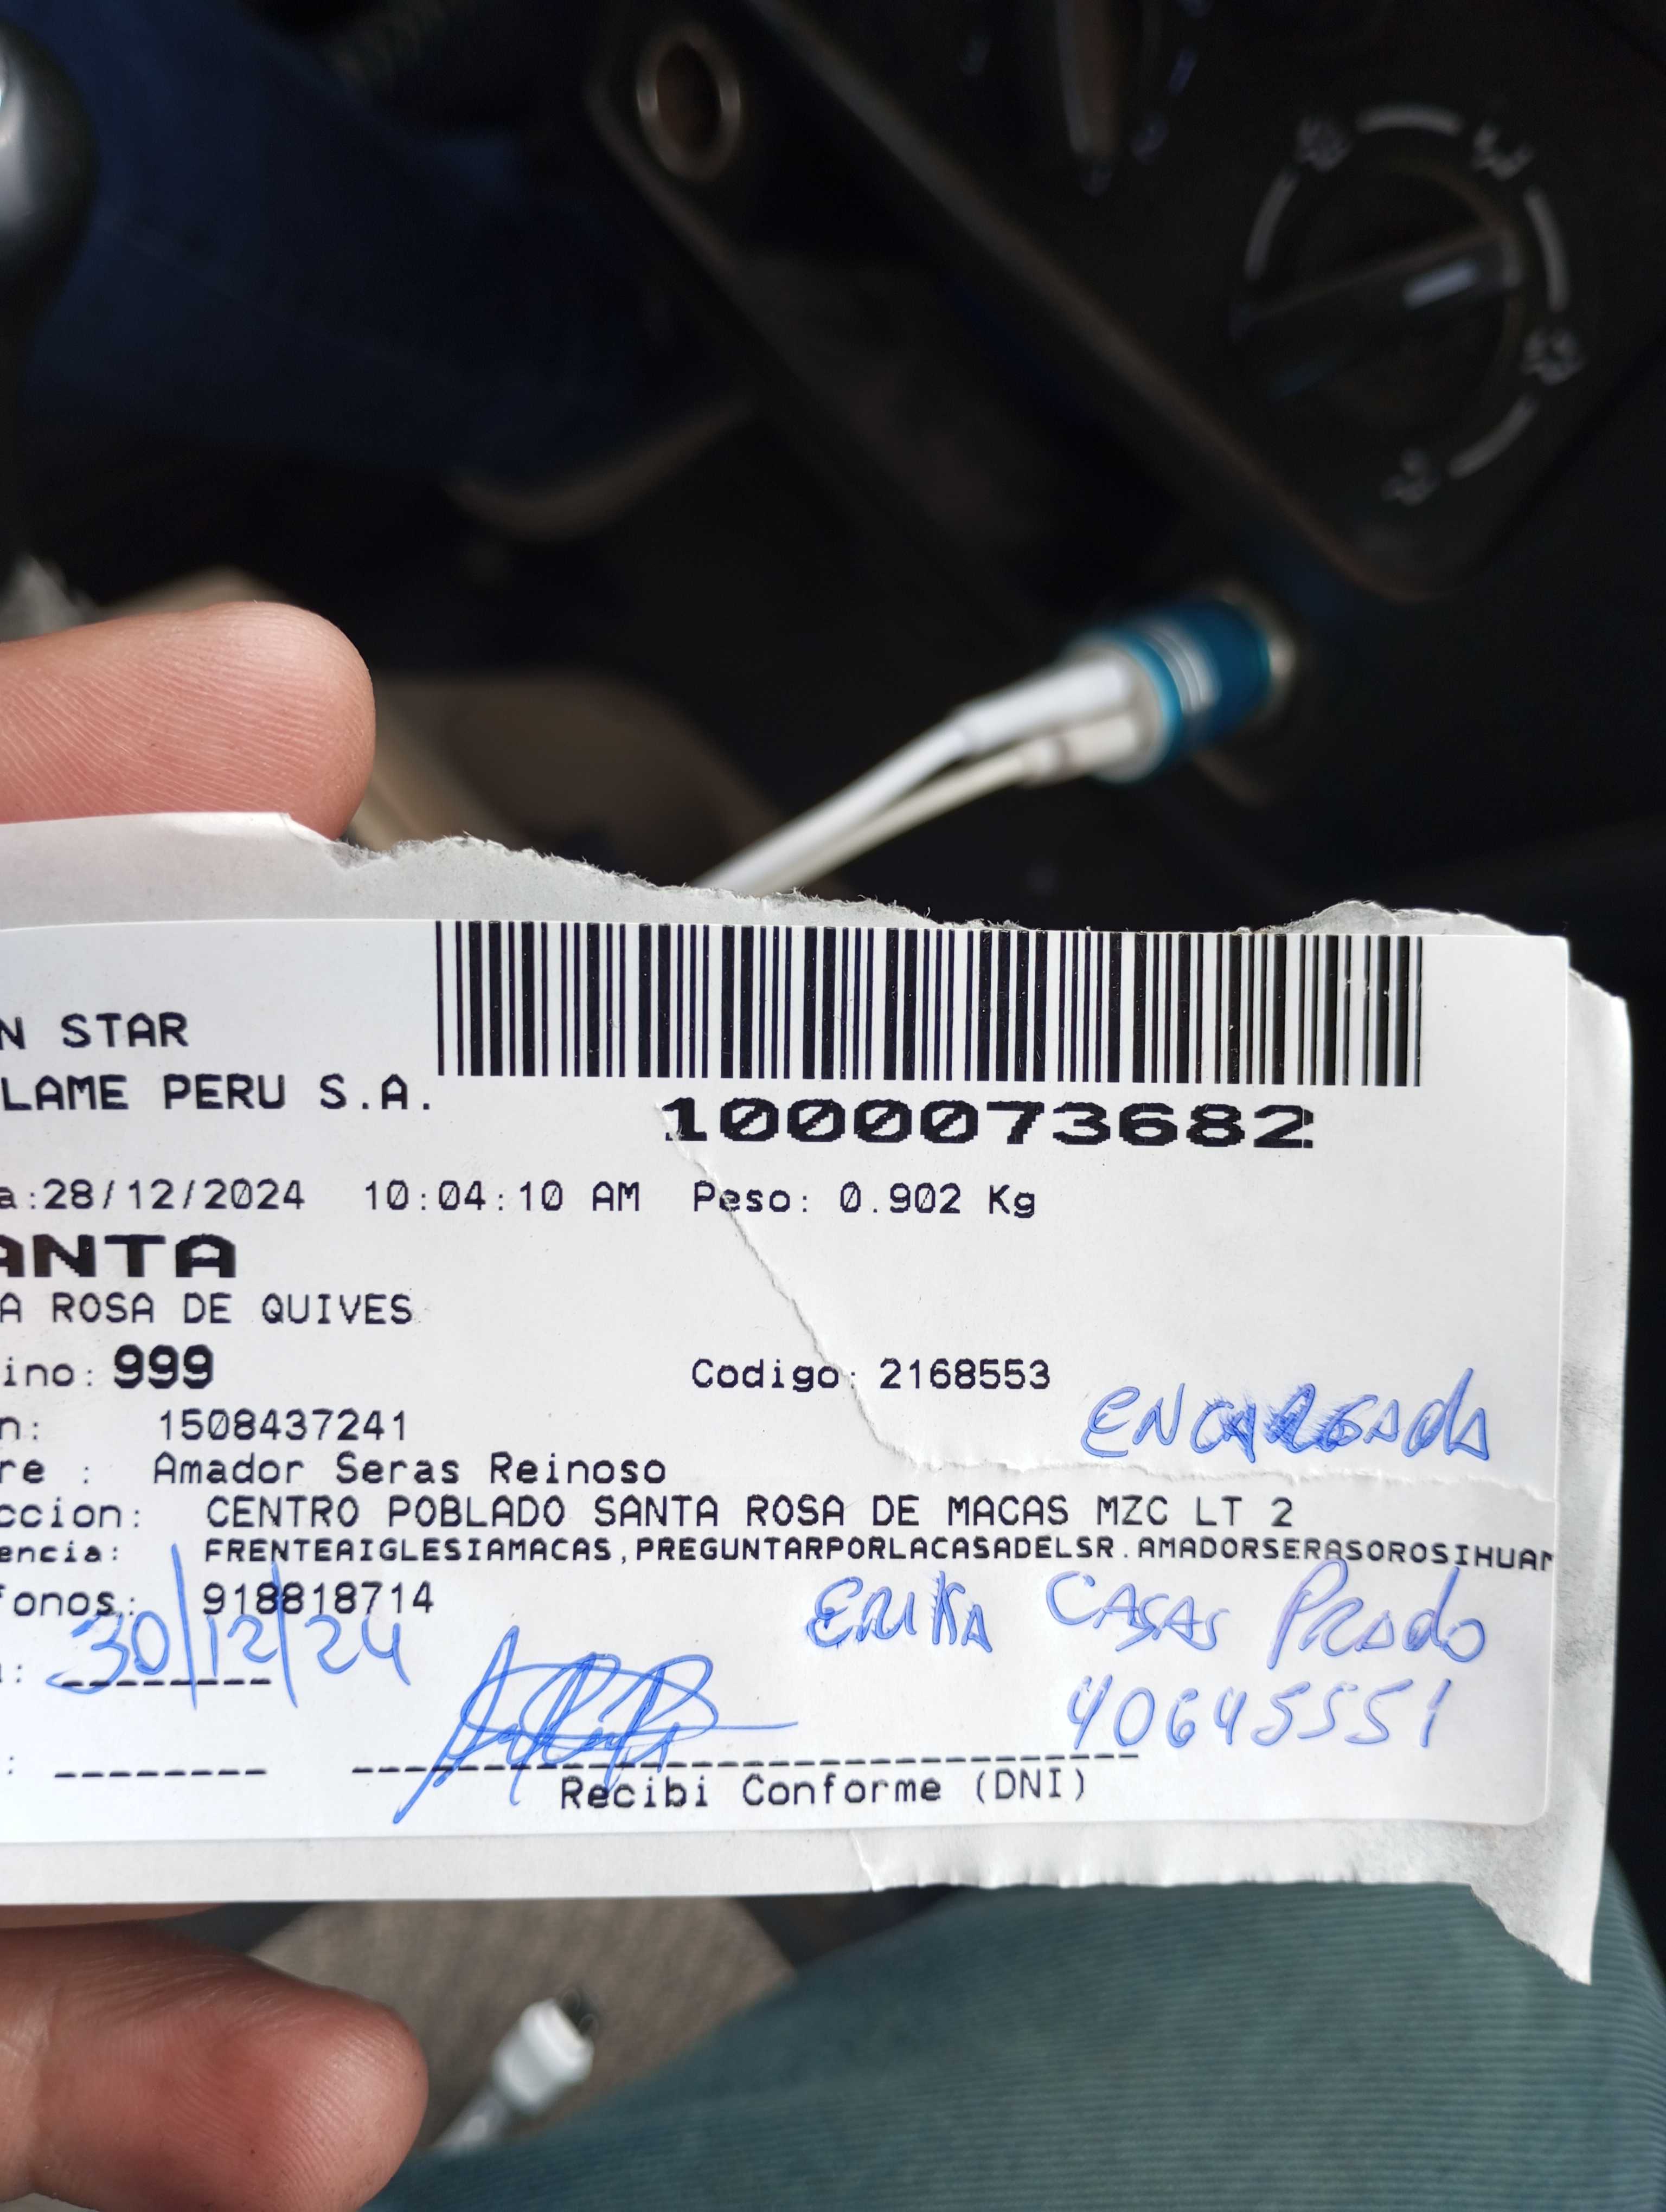 N STAR
LAME PERU S.A.
1000073682
a:28/12/2024 10:04:10 AM Peso: 0.902 Kg
ANTA
A ROSA DE QUIVES
ino: 999 Codigo: 2168553
ENCARGADA
n: 1508437241
re : Amador Seras Reinoso
ccion: CENTRO POBLADO SANTA ROSA DE MACAS MZC LT 2
encia: FRENTEAIGLESIAMACAS,PREGUNTARPORLACASADELSR.AMADORSERASOROSIHUAN
fonos: 918818714
ERIKA CASAS PRADO
: 30/12/24
40645551
:
Recibi Conforme (DNI)